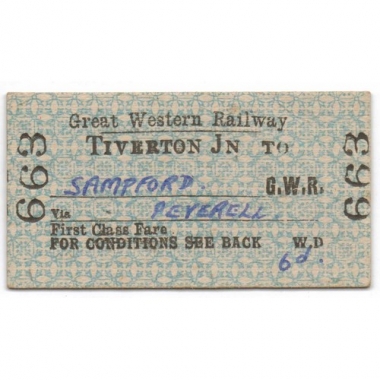 Great Western Railway
TIVERTON JN TO
SAMPFORD. G.W.R.
Via PEVERELL.
First Class Fare
FOR CONDITIONS SEE BACK W.D
6d.
663
663